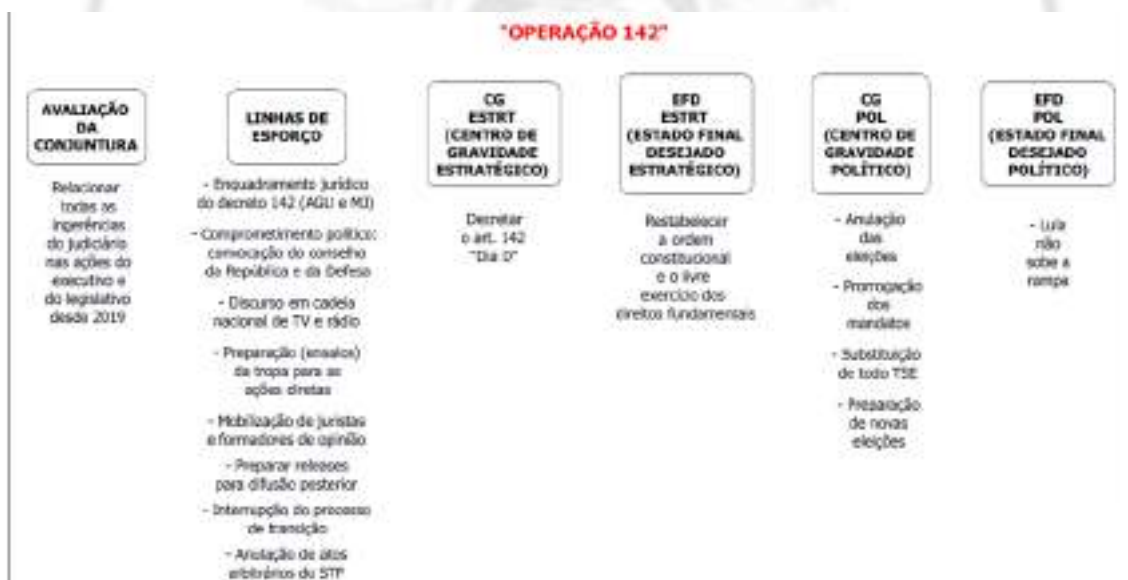 "OPERAÇÃO 142"
AVALIAÇÃO
DA
CONJUNTURA
Relacionar
todas as
ingerências
do judiciário
nas ações do
executivo e
do legislativo
desde 2019
LINHAS DE
ESFORÇO
- Enquadramento jurídico
do decreto 142 (AGU e MJ)
- Comprometimento político:
convocação do conselho
da República e da Defesa
- Discurso em cadeia
nacional de TV e rádio
- Preparação (ensaios)
da tropa para as
ações diretas
- Mobilização de juristas
e formadores de opinião
- Preparar releases
para difusão posterior
- Interrupção do processo
de transição
- Anulação de atos
arbitrários do STF
CG
ESTRT
(CENTRO DE
GRAVIDADE
ESTRATÉGICO)
Decretar
o art. 142
"Dia D"
EFD
ESTRT
(ESTADO FINAL
DESEJADO
ESTRATÉGICO)
Restabelecer
a ordem
constitucional
e o livre
exercício dos
direitos fundamentais
CG
POL
(CENTRO DE
GRAVIDADE
POLÍTICO)
- Anulação
das
eleições
- Prorrogação
dos
mandatos
- Substituição
de todo TSE
- Preparação
de novas
eleições
EFD
POL
(ESTADO FINAL
DESEJADO
POLÍTICO)
- Lula
não
sobe a
rampa